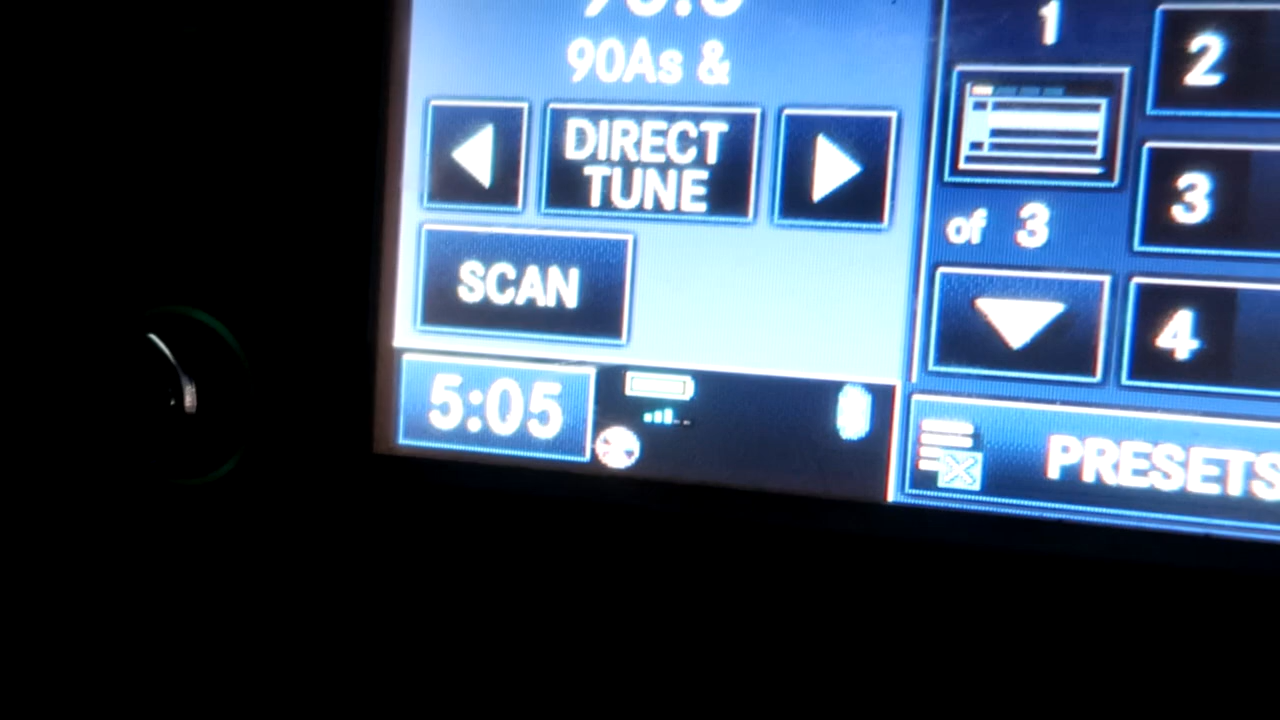 90As &
DIRECT
TUNE
SCAN
5:05
1
of 3
2
3
4
PRESETS